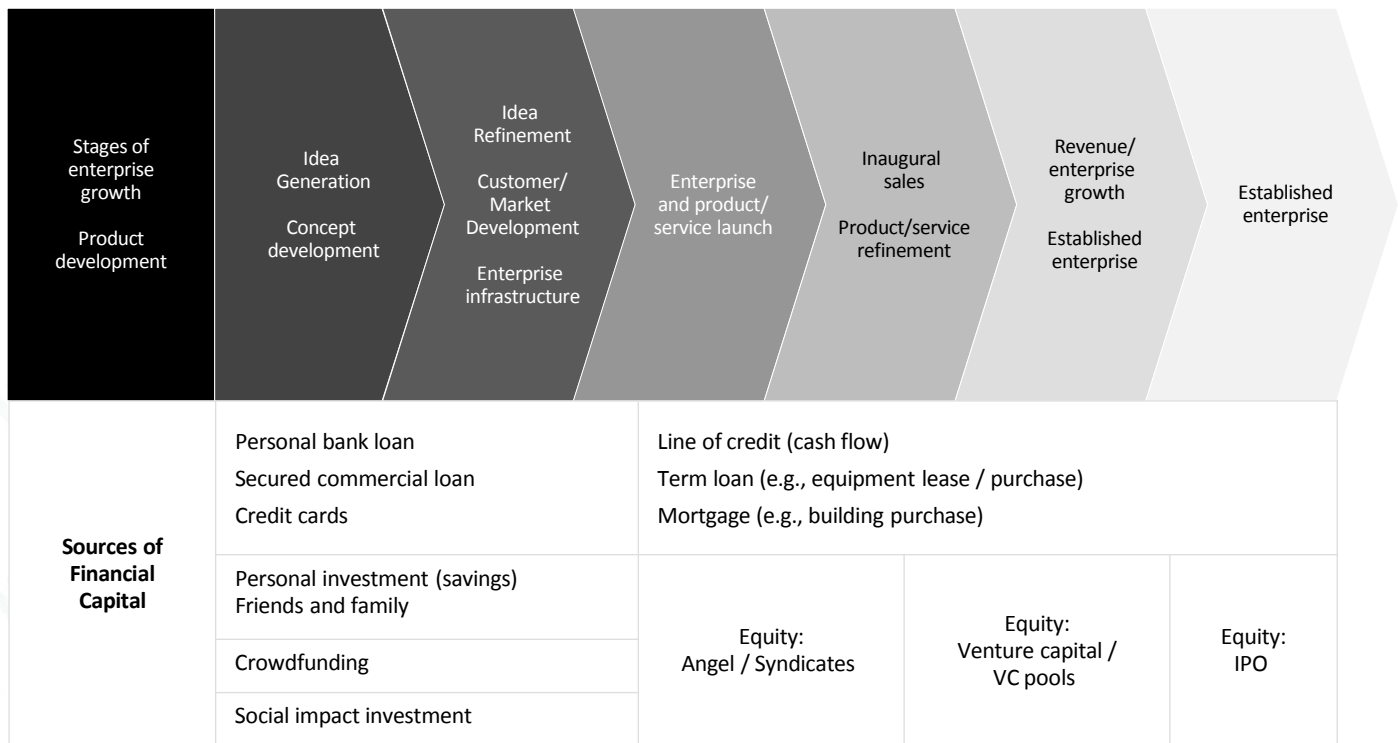 Stages of
enterprise
growth
Product
development
Idea
Generation
Concept
development
Idea
Refinement
Customer/
Market
Development
Enterprise
infrastructure
Enterprise
and product/
service launch
Inaugural
sales
Product/service
refinement
Revenue/
enterprise
growth
Established
enterprise
Established
enterprise
Sources of
Financial
Capital
Personal bank loan
Secured commercial loan
Credit cards
Line of credit (cash flow)
Term loan (e.g., equipment lease / purchase)
Mortgage (e.g., building purchase)
Personal investment (savings)
Friends and family
Crowdfunding
Social impact investment
Equity:
Angel / Syndicates
Equity:
Venture capital /
VC pools
Equity:
IPO